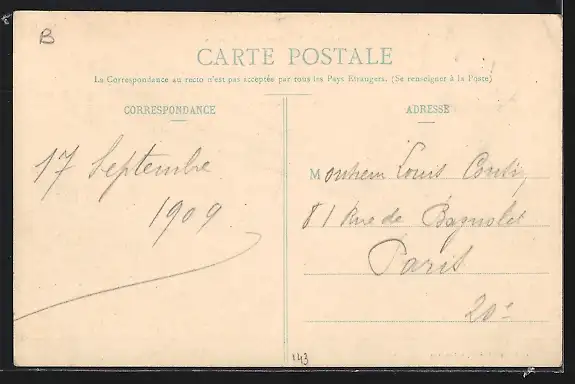 B
CARTE POSTALE
La Correspondance au recto n'est pas acceptée par tous les Pays Etrangers. (Se renseigner à la Poste)
CORRESPONDANCE
17 Septembre
1909
ADRESSE
Monsieur Louis
81 Rue de Bagnolet
Paris
20e
143